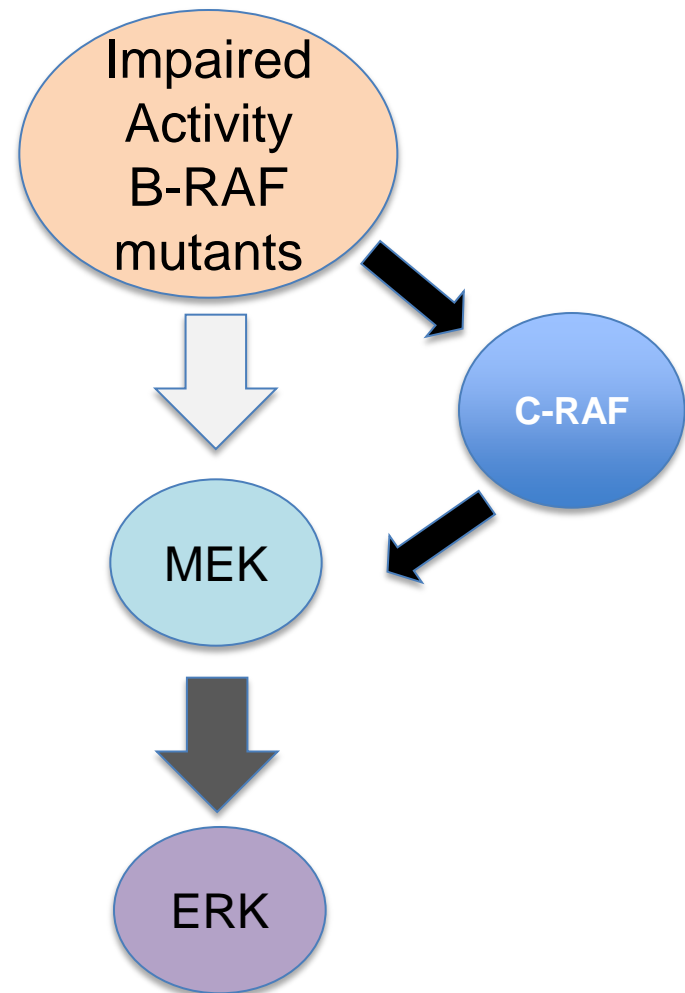 Impaired
Activity
B-RAF
mutants
C-RAF
MEK
ERK